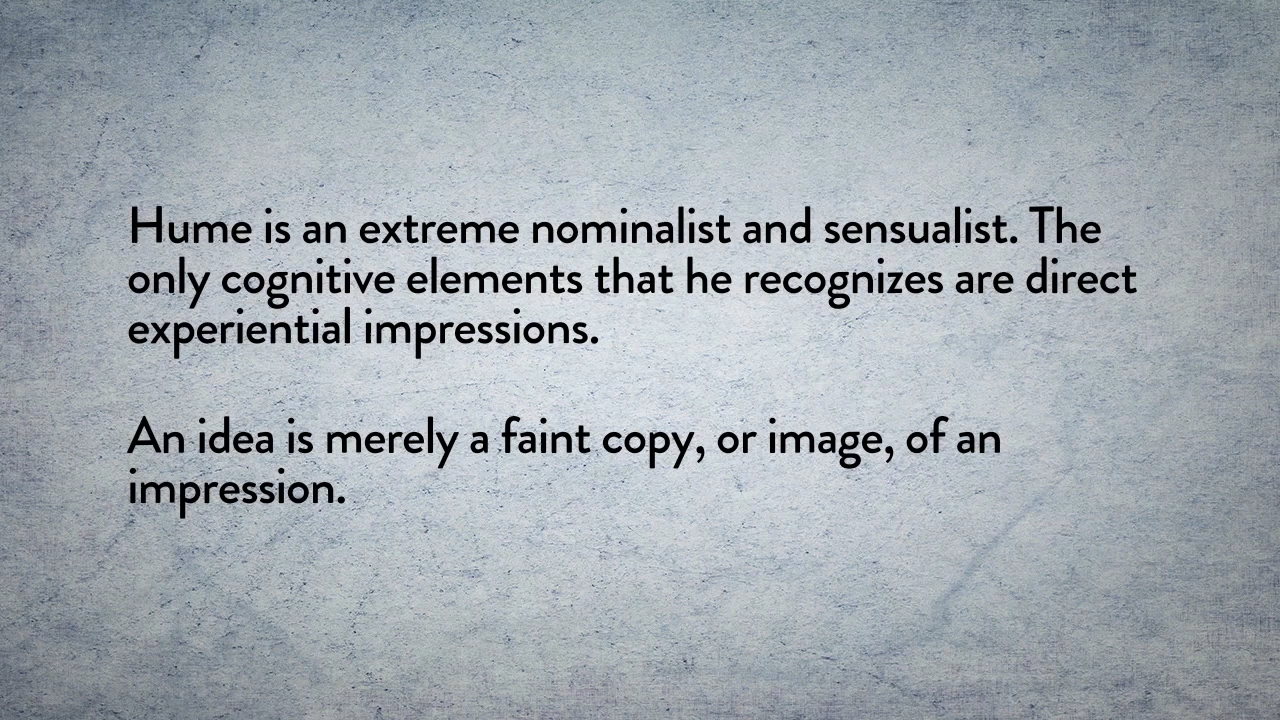 Hume is an extreme nominalist and sensualist. The
only cognitive elements that he recognizes are direct
experiential impressions.
An idea is merely a faint copy, or image, of an
impression.